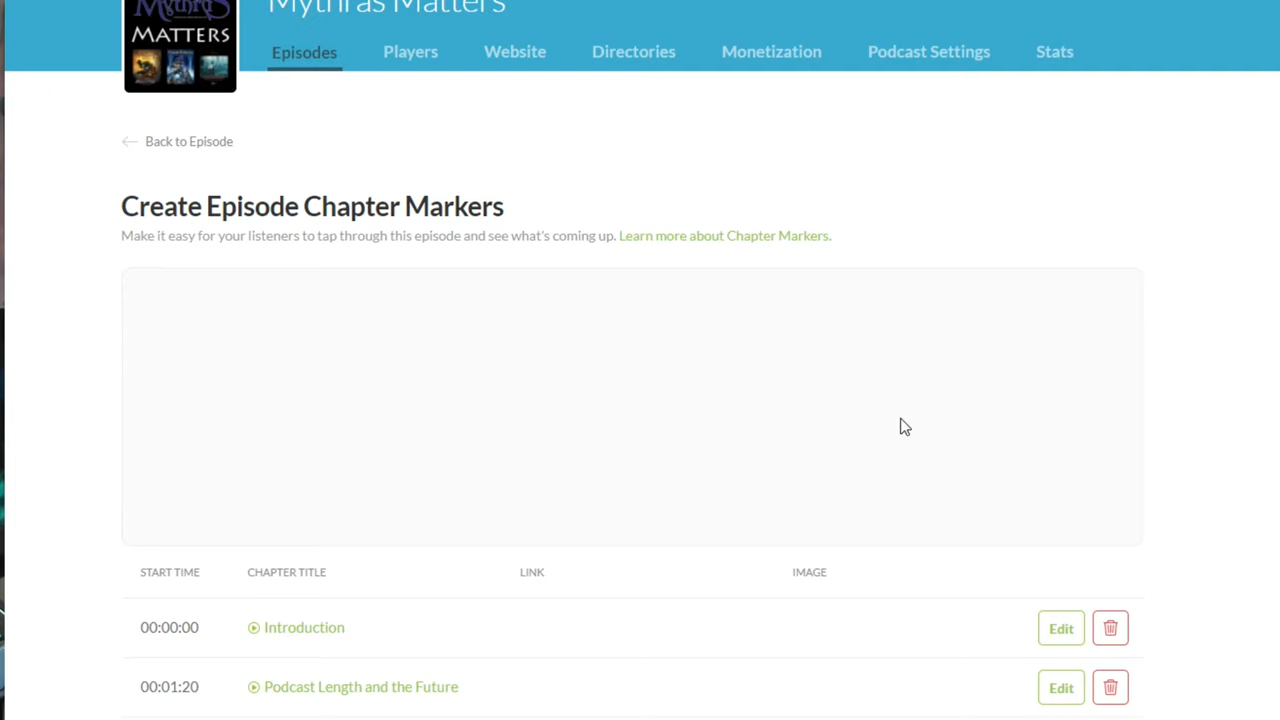 Mythras Matters
Mythras
MATTERS
Episodes Players Website Directories Monetization Podcast Settings Stats
Back to Episode
Create Episode Chapter Markers
Make it easy for your listeners to tap through this episode and see what's coming up. Learn more about Chapter Markers.
START TIME CHAPTER TITLE LINK IMAGE
00:00:00 Introduction Edit
00:01:20 Podcast Length and the Future Edit